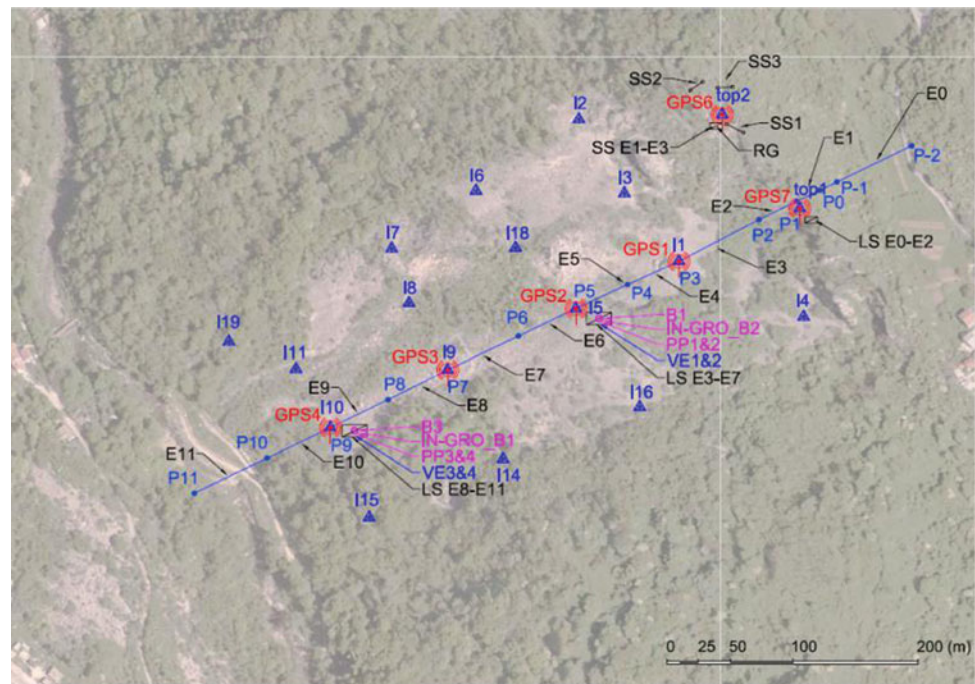 SS2
SS3
GPS6
top2
E0
I2
SS1
SS E1-E3
RG
E1
P-2
I6
I3
P-1
P0
GPS7
top1
E2
P1
P2
LS E0-E2
I7
I18
GPS1
I1
P3
E3
E5
P4
E4
I8
GPS2
P5
I5
I4
B1
IN-GRO_B2
PP1&2
VE1&2
LS E3-E7
P6
E6
I19
I11
GPS3
I9
P7
E7
E9
P8
E8
I16
GPS4
I10
P9
B3
IN-GRO_B1
PP3&4
VE3&4
LS E8-E11
I14
E10
P10
E11
P11
I15
0 25 50 100 200 (m)